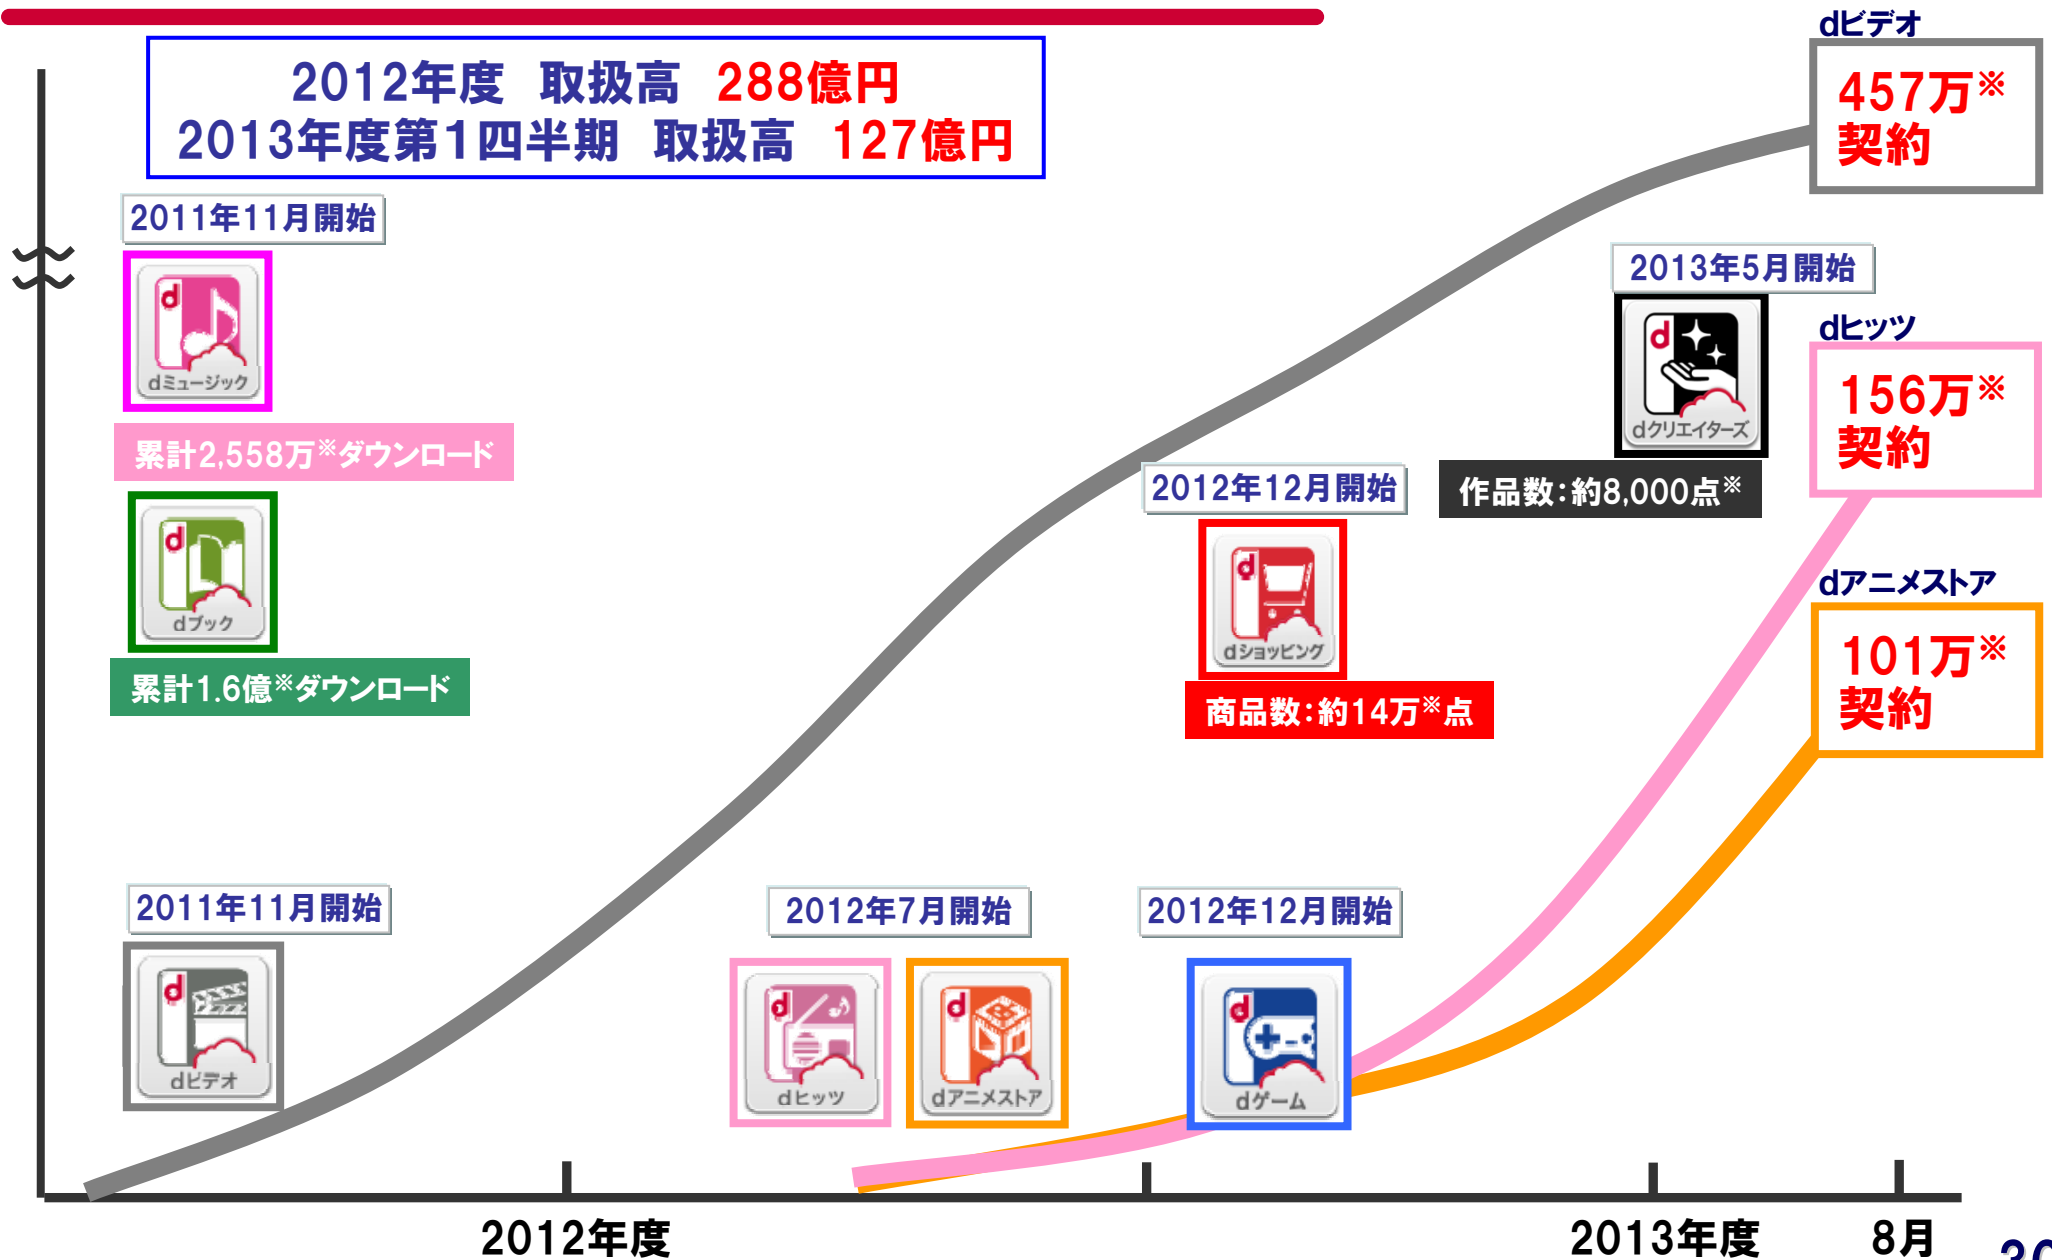 2012年度 取扱高 288億円
2013年度第1四半期 取扱高 127億円
dビデオ
457万※
契約
2011年11月開始
d
dミュージック
累計2,558万※ダウンロード
d
dブック
累計1.6億※ダウンロード
2013年5月開始
d
dクリエイターズ
作品数：約8,000点※
dヒッツ
156万※
契約
2012年12月開始
d
dショッピング
商品数：約14万※点
dアニメストア
101万※
契約
2011年11月開始
d
dビデオ
2012年7月開始
d
dヒッツ
d
dアニメストア
2012年12月開始
d
dゲーム
2012年度
2013年度
8月